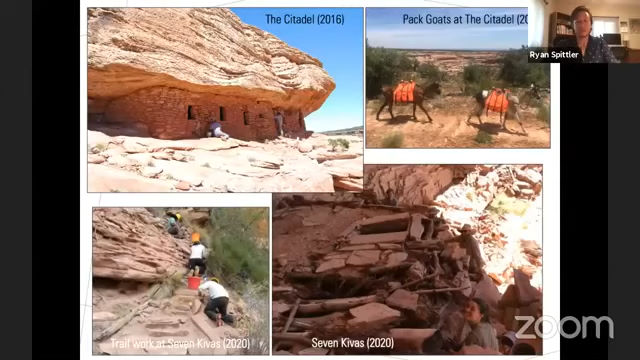 The Citadel (2016)
Pack Goats at The Citadel (20
Ryan Spittler
Trail work at Seven Kivas (2020)
Seven Kivas (2020)
zoom